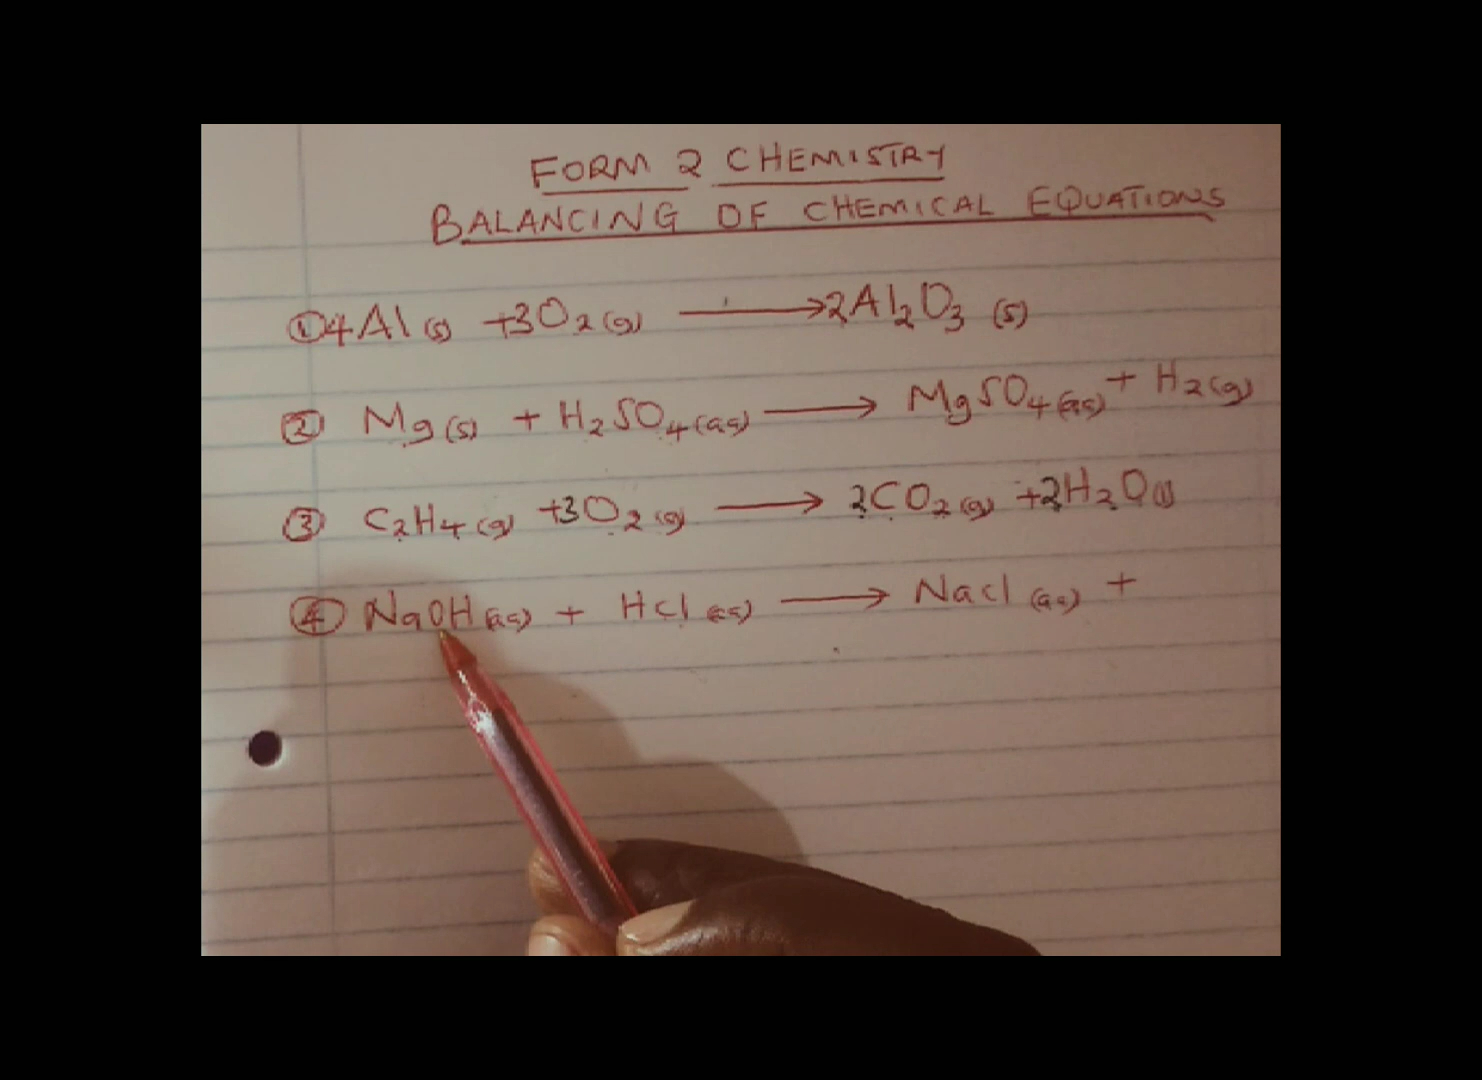 FORM 2 CHEMISTRY
BALANCING OF CHEMICAL EQUATIONS
① 4Al(s) +3O₂(g) ⟶ 2Al₂O₃ (s)
② Mg(s) + H₂SO₄(aq) ⟶ MgSO₄(aq) + H₂(g)
③ C₂H₄(g) +3O₂(g) ⟶ 2CO₂(g) +2H₂O(l)
④ NaOH(aq) + HCl(aq) ⟶ NaCl(aq) +